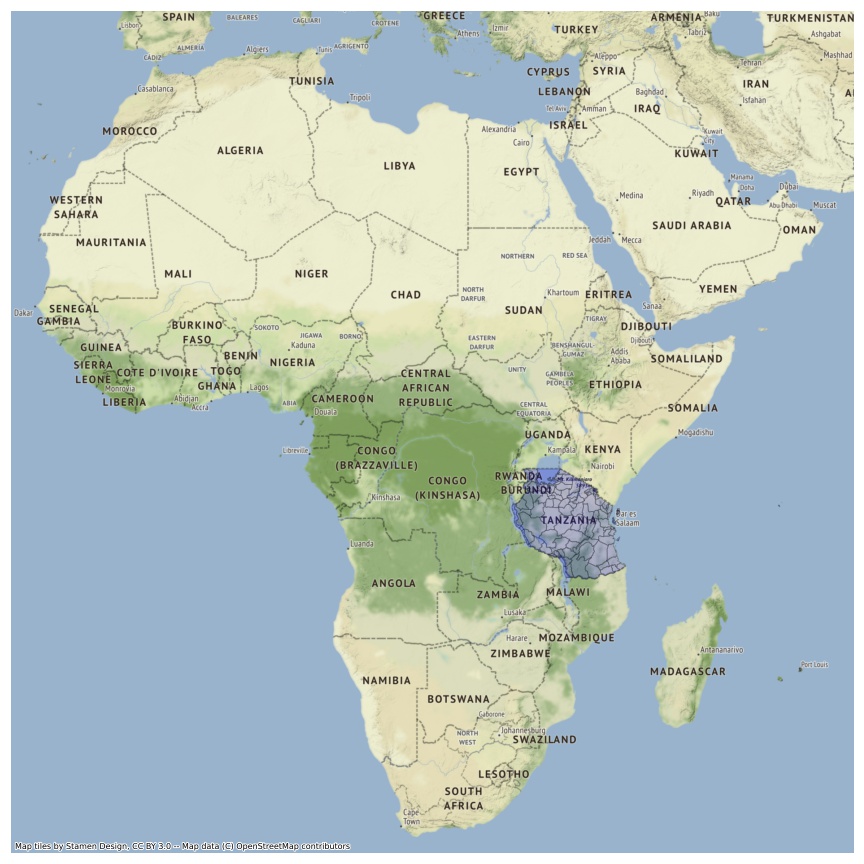 SPAIN
BALEARES
CAGLIARI
CROTENE
GREECE
Izmir
TURKEY
ARMENIA
Baku
TURKMENISTAN
Lisbon
Athens
Tabriz
Ashgabat
CADIZ
ALMERÍA
Algiers
Tunis
AGRIGENTO
Aleppo
Tehran
Mashhad
CYPRUS
SYRIA
TUNISIA
Casablanca
LEBANON
Baghdad
IRAN
Tripoli
Tel Aviv
Amman
IRAQ
Isfahan
MOROCCO
Alexandria
ISRAEL
Kuwait
City
Cairo
ALGERIA
LIBYA
EGYPT
KUWAIT
Manama
Doha
Dubai
WESTERN
SAHARA
Medina
Riyadh
QATAR
Abu Dhabi
Muscat
MAURITANIA
SAUDI ARABIA
OMAN
Jeddah
Mecca
NORTHERN
RED SEA
MALI
NIGER
CHAD
NORTH
DARFUR
Khartoum
ERITREA
YEMEN
Dakar
SENEGAL
GAMBIA
SUDAN
Sanaa
BURKINO
FASO
SOKOTO
JIGAWA
BORNO
Kaduna
TIGRAY
DJIBOUTI
Djibouti
GUINEA
BENIN
NIGERIA
EASTERN
DARFUR
BENSHANGUL-
GUMAZ
Addis
Ababa
SOMALILAND
SIERRA
LEONE
COTE D'IVOIRE
TOGO
GHANA
CENTRAL
AFRICAN
REPUBLIC
UNITY
GAMBELA
PEOPLES
ETHIOPIA
Monrovia
LIBERIA
Abidjan
Accra
Lagos
ABIA
CAMEROON
Douala
CENTRAL
EQUATORIA
SOMALIA
UGANDA
Mogadishu
Libreville
CONGO
(BRAZZAVILLE)
Kampala
KENYA
Nairobi
CONGO
(KINSHASA)
RWANDA
BURUNDI
Kinshasa
TANZANIA
Dar es
Salaam
Luanda
ANGOLA
ZAMBIA
MALAWI
Lusaka
Harare
MOZAMBIQUE
ZIMBABWE
Antananarivo
Port Louis
MADAGASCAR
NAMIBIA
BOTSWANA
Gaborone
NORTH
WEST
Johannesburg
SWAZILAND
LESOTHO
SOUTH
AFRICA
Cape
Town
Map tiles by Stamen Design, CC BY 3.0 -- Map data (C) OpenStreetMap contributors